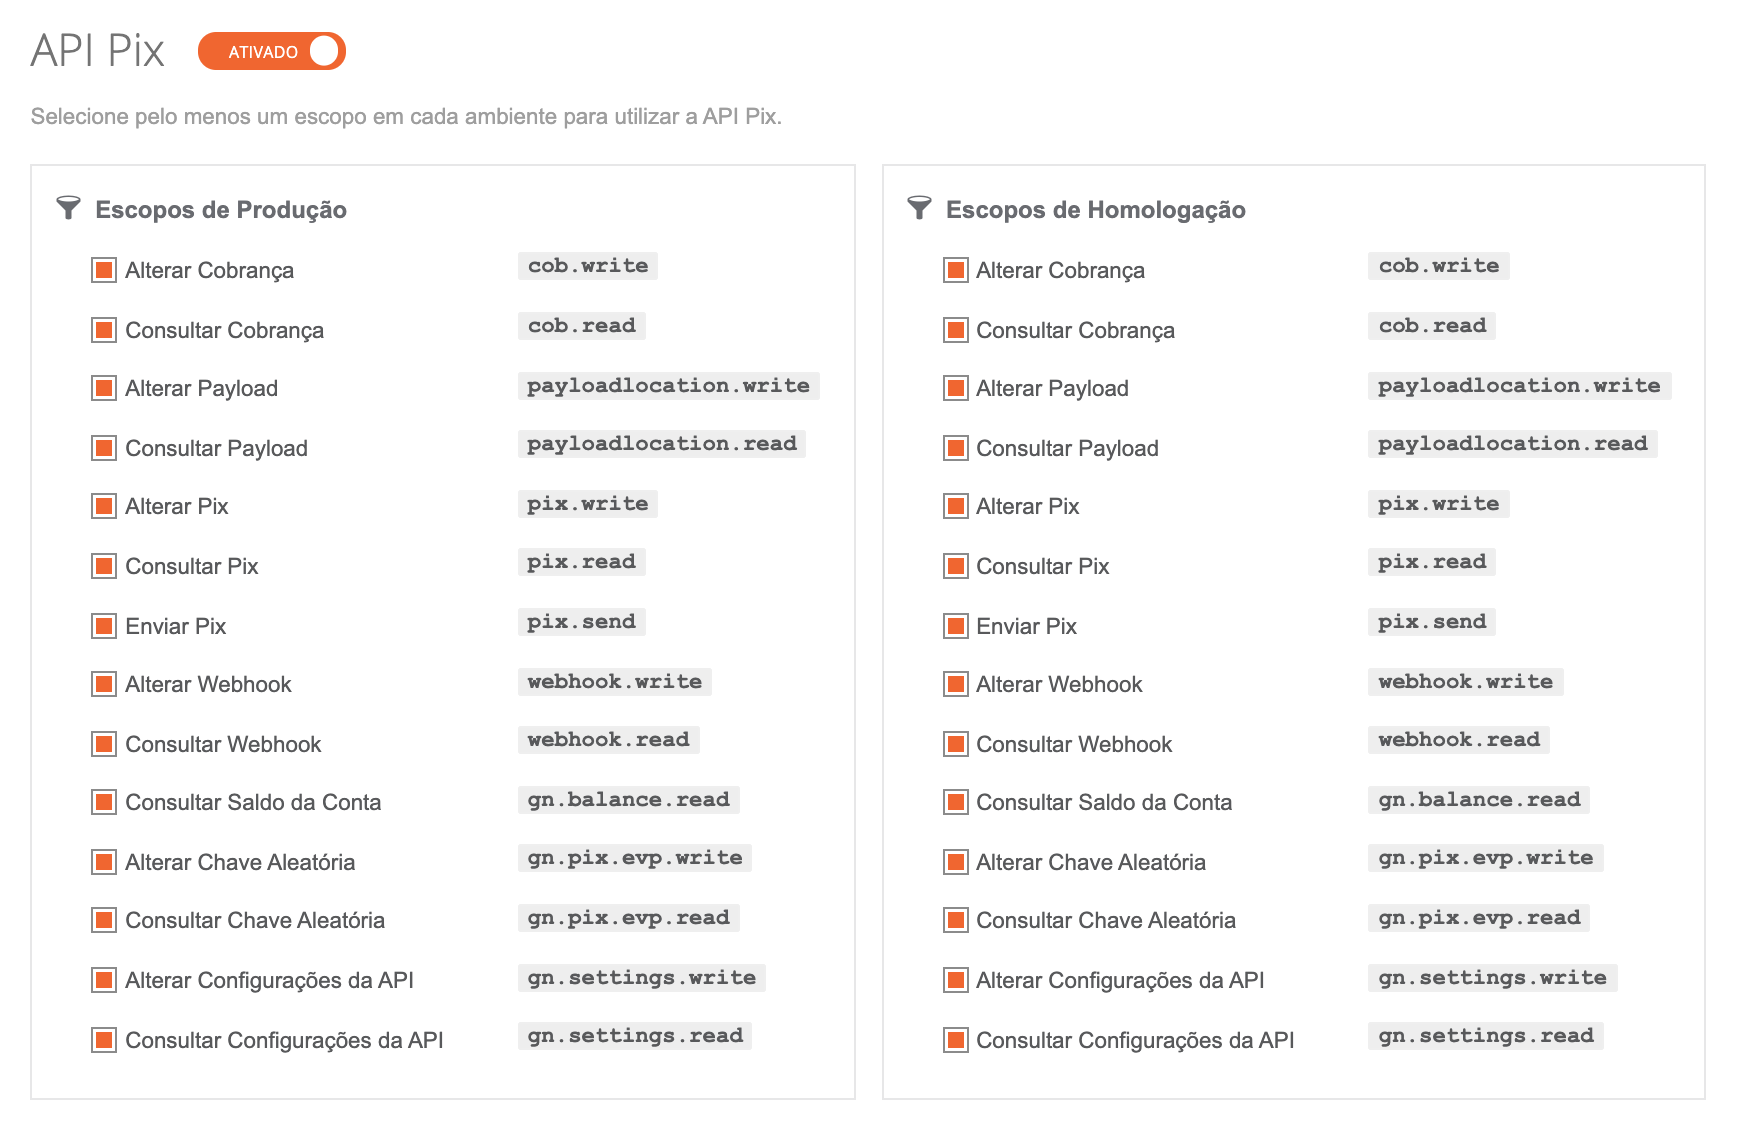 API Pix
ATIVADO
Selecione pelo menos um escopo em cada ambiente para utilizar a API Pix.
Escopos de Produção
Alterar Cobrança cob.write
Consultar Cobrança cob.read
Alterar Payload payloadlocation.write
Consultar Payload payloadlocation.read
Alterar Pix pix.write
Consultar Pix pix.read
Enviar Pix pix.send
Alterar Webhook webhook.write
Consultar Webhook webhook.read
Consultar Saldo da Conta gn.balance.read
Alterar Chave Aleatória gn.pix.evp.write
Consultar Chave Aleatória gn.pix.evp.read
Alterar Configurações da API gn.settings.write
Consultar Configurações da API gn.settings.read
Escopos de Homologação
Alterar Cobrança cob.write
Consultar Cobrança cob.read
Alterar Payload payloadlocation.write
Consultar Payload payloadlocation.read
Alterar Pix pix.write
Consultar Pix pix.read
Enviar Pix pix.send
Alterar Webhook webhook.write
Consultar Webhook webhook.read
Consultar Saldo da Conta gn.balance.read
Alterar Chave Aleatória gn.pix.evp.write
Consultar Chave Aleatória gn.pix.evp.read
Alterar Configurações da API gn.settings.write
Consultar Configurações da API gn.settings.read